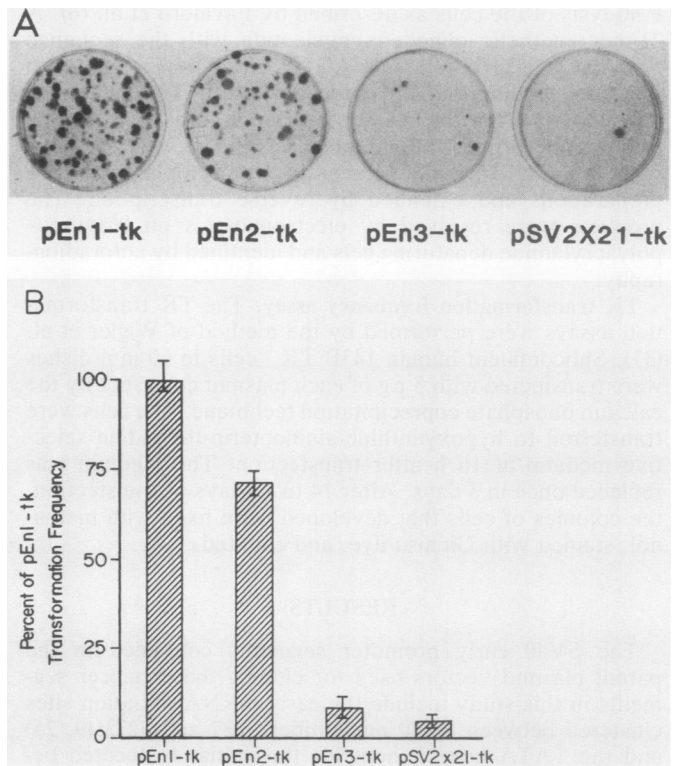 A
pEn1-tk pEn2-tk pEn3-tk pSV2X21-tk
B
Percent of pEn1-tk
Transformation Frequency
100
75
50
25
0
pEn1-tk pEn2-tk pEn3-tk pSV2x21-tk